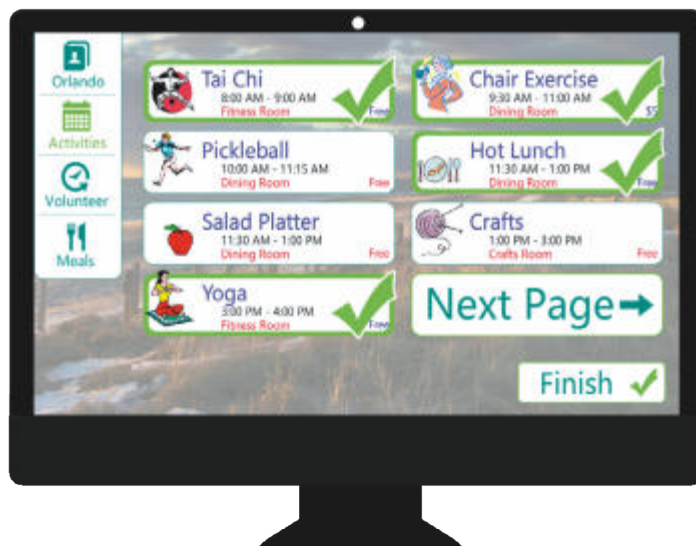 Orlando
Activities
Volunteer
Meals
Tai Chi
8:00 AM - 9:00 AM
Fitness Room
Free
Chair Exercise
9:30 AM - 11:00 AM
Dining Room
$5
Pickleball
10:00 AM - 11:15 AM
Dining Room
Free
Hot Lunch
11:30 AM - 1:00 PM
Dining Room
Free
Salad Platter
11:30 AM - 1:00 PM
Dining Room
Free
Crafts
1:00 PM - 3:00 PM
Crafts Room
Free
Yoga
3:00 PM - 4:00 PM
Fitness Room
Free
Next Page
Finish